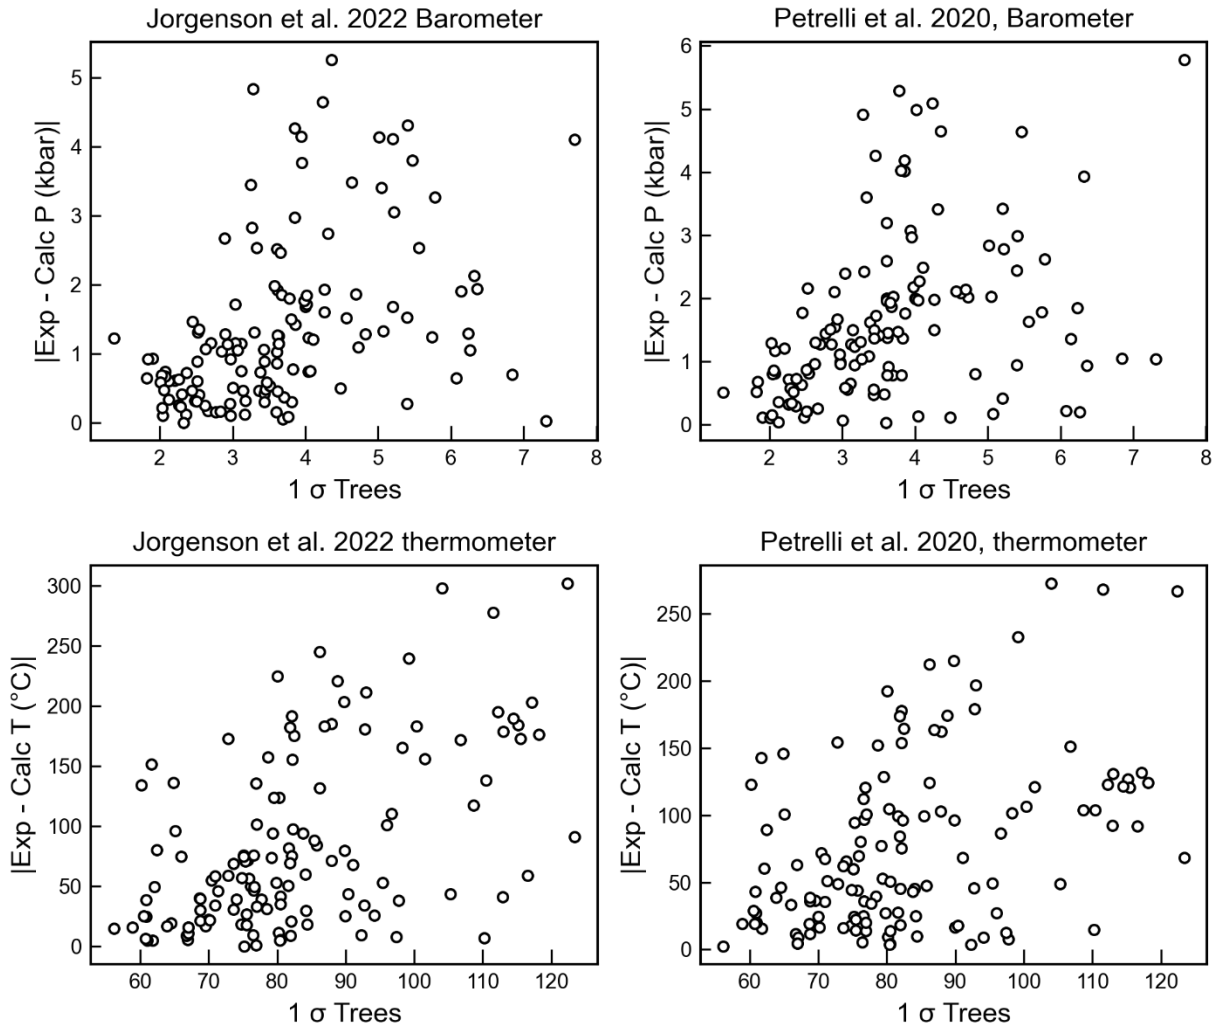 Jorgenson et al. 2022 Barometer
|Exp - Calc P (kbar)|
5
4
3
2
1
0
2 3 4 5 6 7 8
1 σ Trees
Petrelli et al. 2020, Barometer
|Exp - Calc P (kbar)|
6
5
4
3
2
1
0
2 3 4 5 6 7 8
1 σ Trees
Jorgenson et al. 2022 thermometer
|Exp - Calc T (°C)|
300
250
200
150
100
50
0
60 70 80 90 100 110 120
1 σ Trees
Petrelli et al. 2020, thermometer
|Exp - Calc T (°C)|
250
200
150
100
50
0
60 70 80 90 100 110 120
1 σ Trees